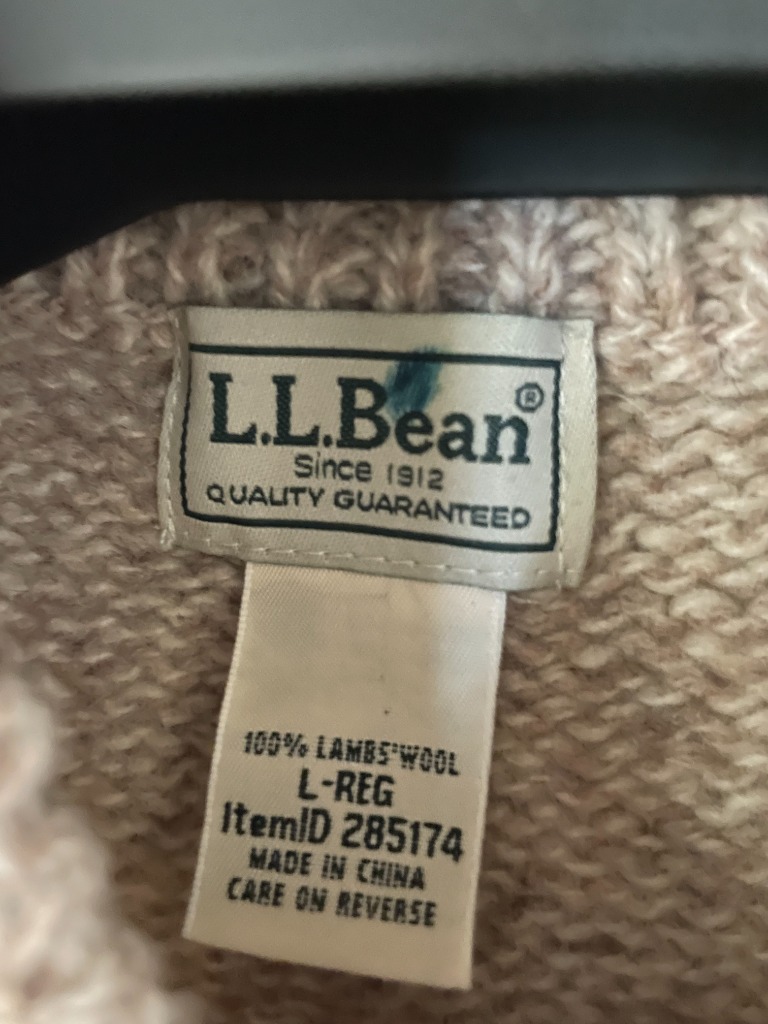 L.L.Bean®
Since 1912
QUALITY GUARANTEED
100% LAMBS'WOOL
L-REG
ItemID 285174
MADE IN CHINA
CARE ON REVERSE